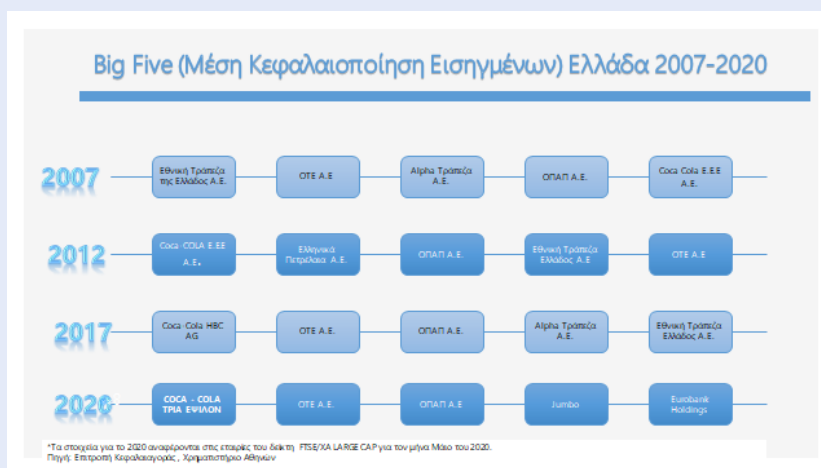 Big Five (Μέση Κεφαλαιοποίηση Εισηγμένων) Ελλάδα 2007-2020
2007
Εθνική Τράπεζα
της Ελλάδος Α.Ε.
ΟΤΕ Α.Ε
Alpha Τράπεζα
Α.Ε.
ΟΠΑΠ Α.Ε.
Coca Cola Ε.Ε.Ε
Α.Ε.
2012
Coca-COLA Ε.ΕΕ
Α.Ε.
Ελληνικά
Πετρέλαια Α.Ε.
ΟΠΑΠ Α.Ε.
Εθνική Τράπεζα
Ελλάδος Α.Ε
ΟΤΕ Α.Ε
2017
Coca-Cola HBC
AG
ΟΤΕ Α.Ε.
ΟΠΑΠ Α.Ε.
Alpha Τράπεζα
Α.Ε.
Εθνική Τράπεζα
Ελλάδος Α.Ε.
2020
COCA - COLA
ΤΡΙΑ ΕΨΙΛΟΝ
ΟΤΕ Α.Ε.
ΟΠΑΠ Α.Ε
Jumbo
Eurobank
Holdings
*Τα στοιχεία για το 2020 αναφέρονται στις εταιρίες του δείκτη FTSE/XA LARGE CAP για τον μήνα Μάιο του 2020.
Πηγή: Επιτροπή Κεφαλαιαγοράς , Χρηματιστήριο Αθηνών